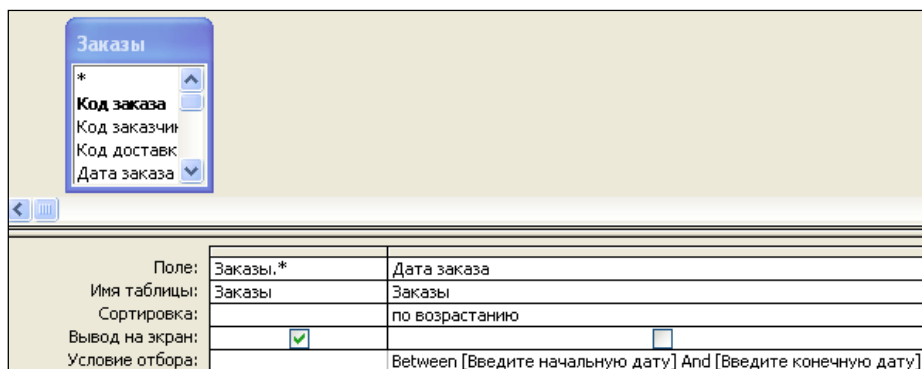 Заказы
*
Код заказа
Код заказчин
Код доставк
Дата заказа
Поле: Заказы.* Дата заказа
Имя таблицы: Заказы Заказы
Сортировка: по возрастанию
Вывод на экран:
Условие отбора: Between [Введите начальную дату] And [Введите конечную дату]